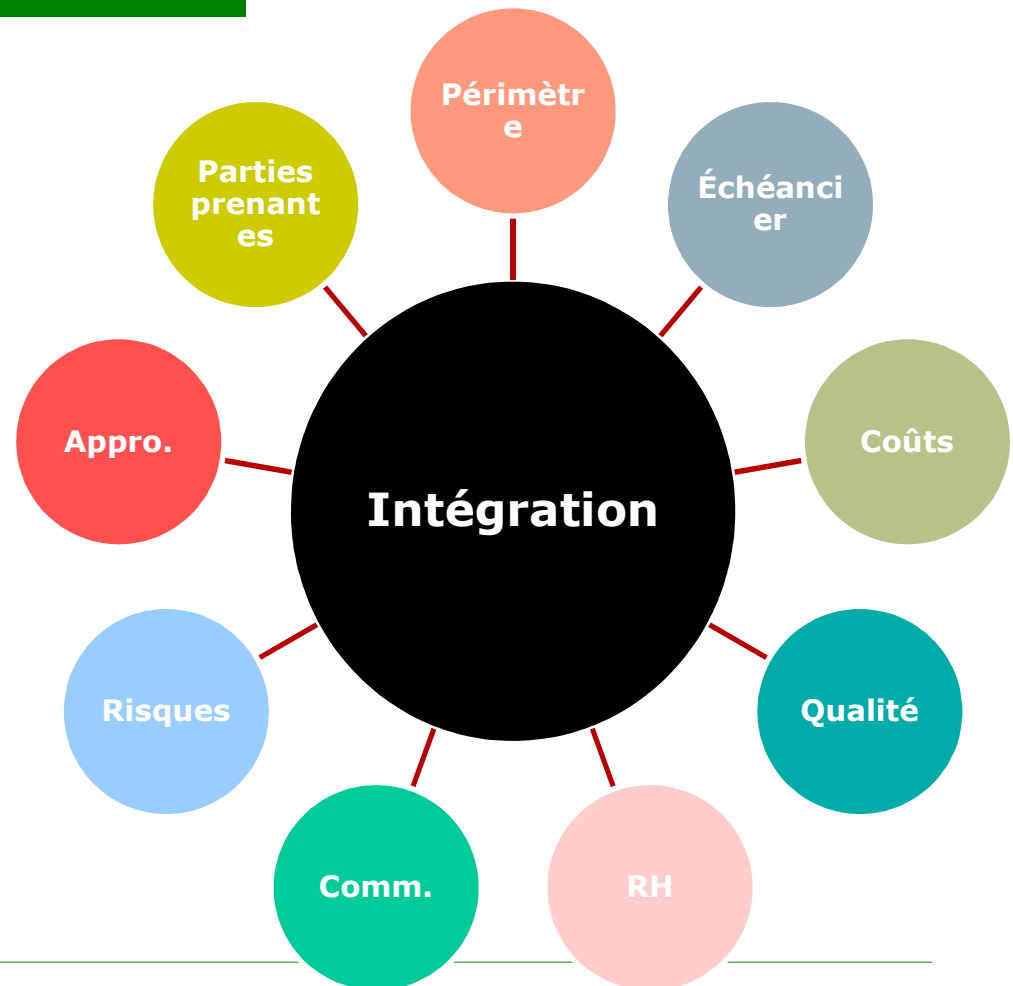 Périmètr
e
Parties
prenant
es
Échéanci
er
Appro.
Coûts
Intégration
Risques
Qualité
Comm.
RH